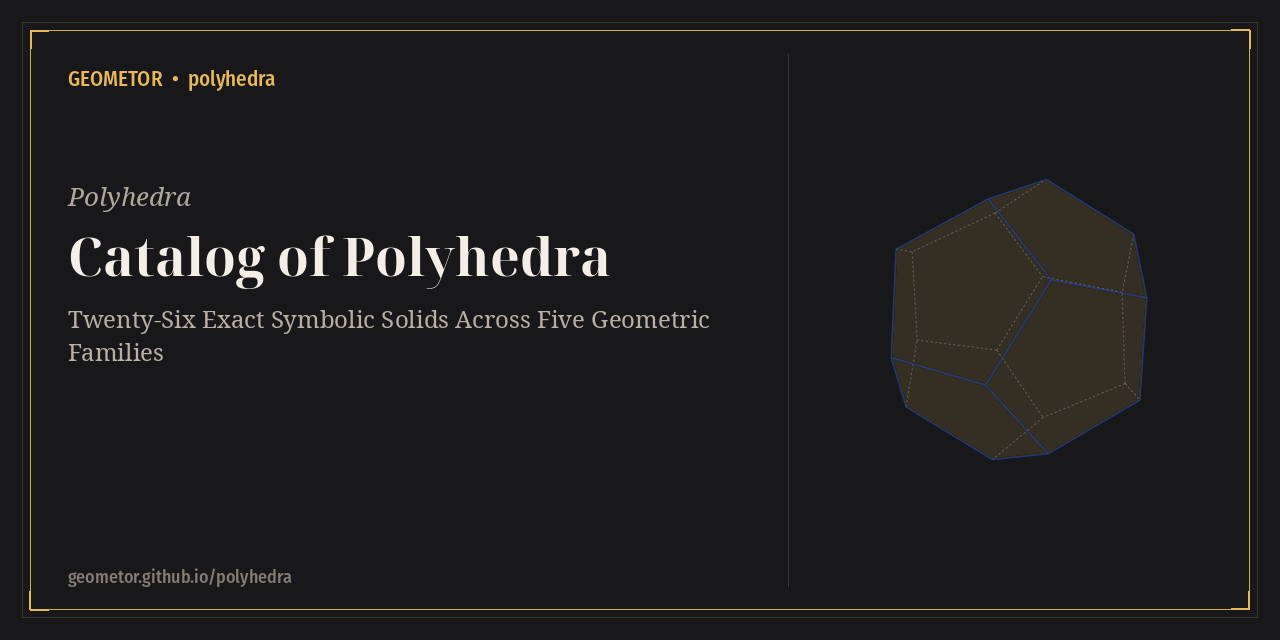 GEOMETOR • polyhedra
Polyhedra
Catalog of Polyhedra
Twenty-Six Exact Symbolic Solids Across Five Geometric
Families
geometor.github.io/polyhedra